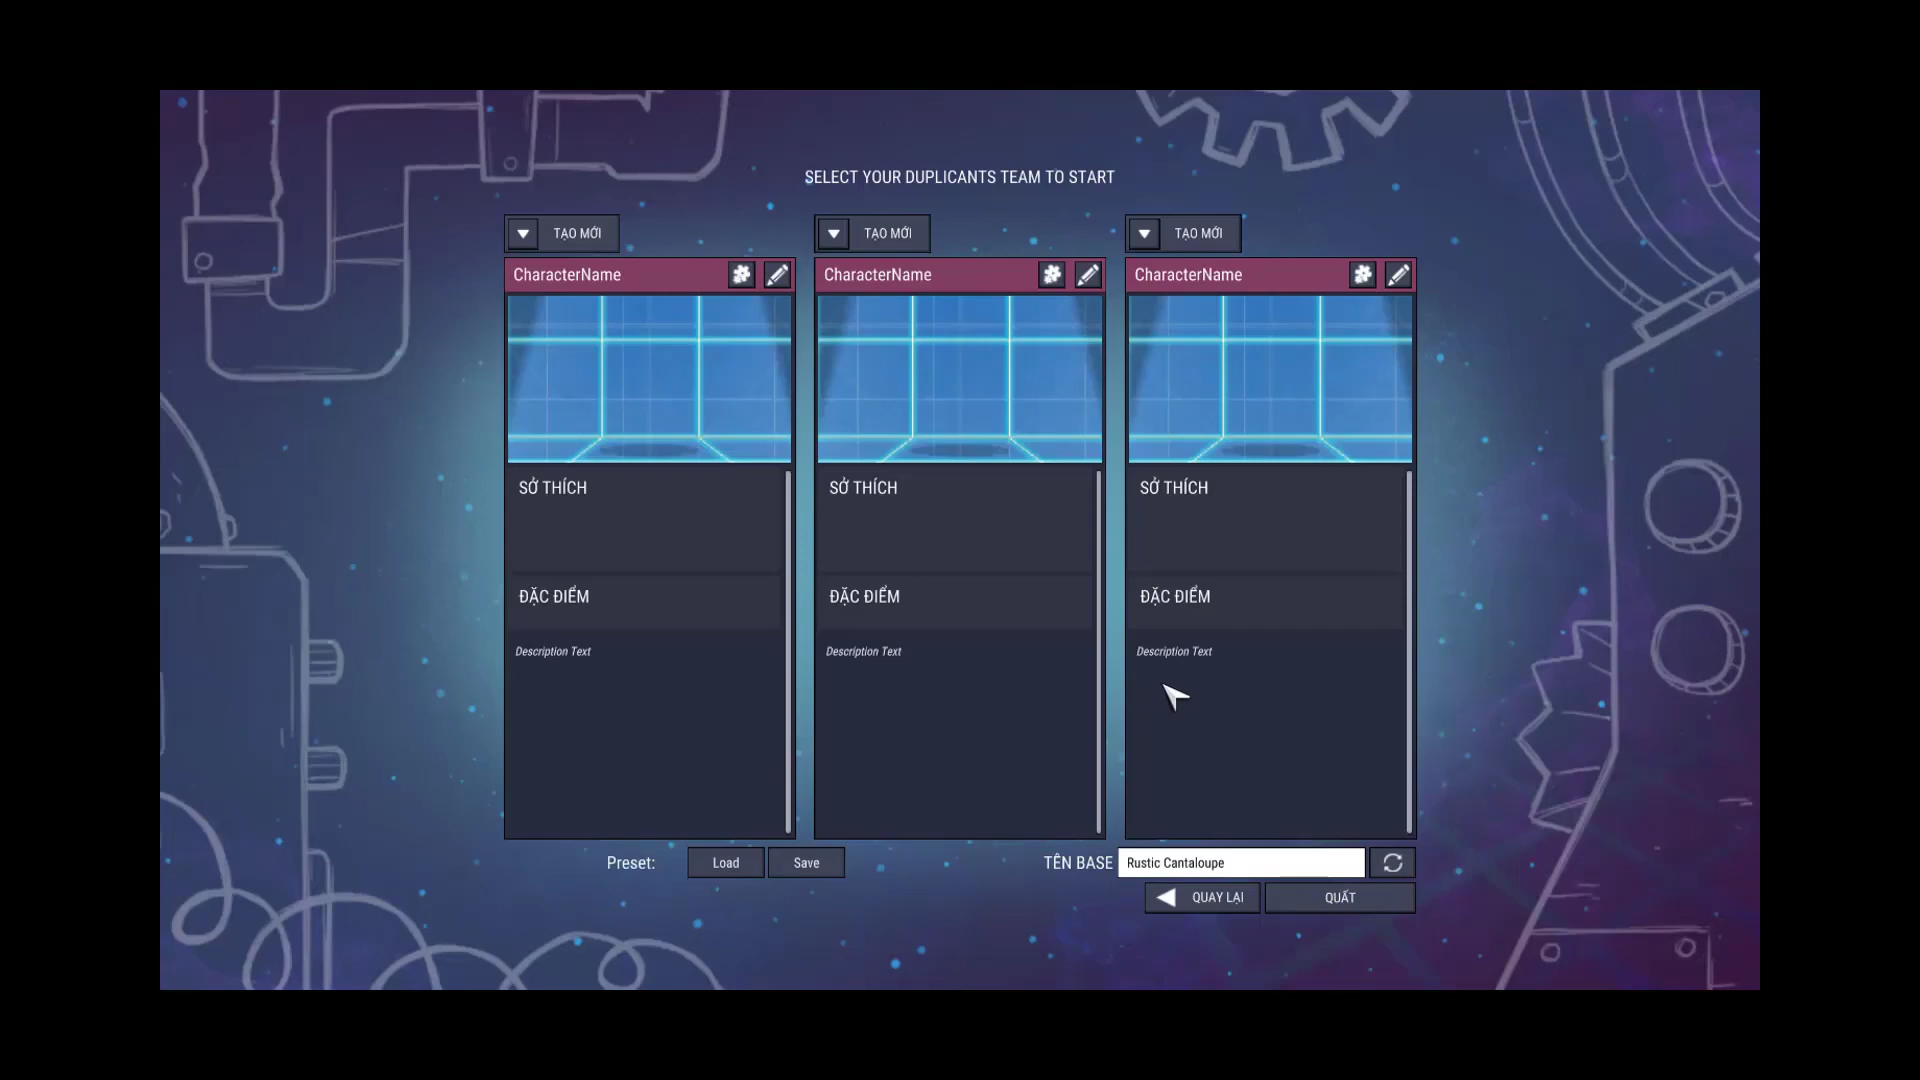 SELECT YOUR DUPLICANTS TEAM TO START
TẠO MỚI
TẠO MỚI
TẠO MỚI
CharacterName
CharacterName
CharacterName
SỞ THÍCH
SỞ THÍCH
SỞ THÍCH
ĐẶC ĐIỂM
ĐẶC ĐIỂM
ĐẶC ĐIỂM
Description Text
Description Text
Description Text
Preset:
Load
Save
TÊN BASE
Rustic Cantaloupe
QUAY LẠI
QUẤT